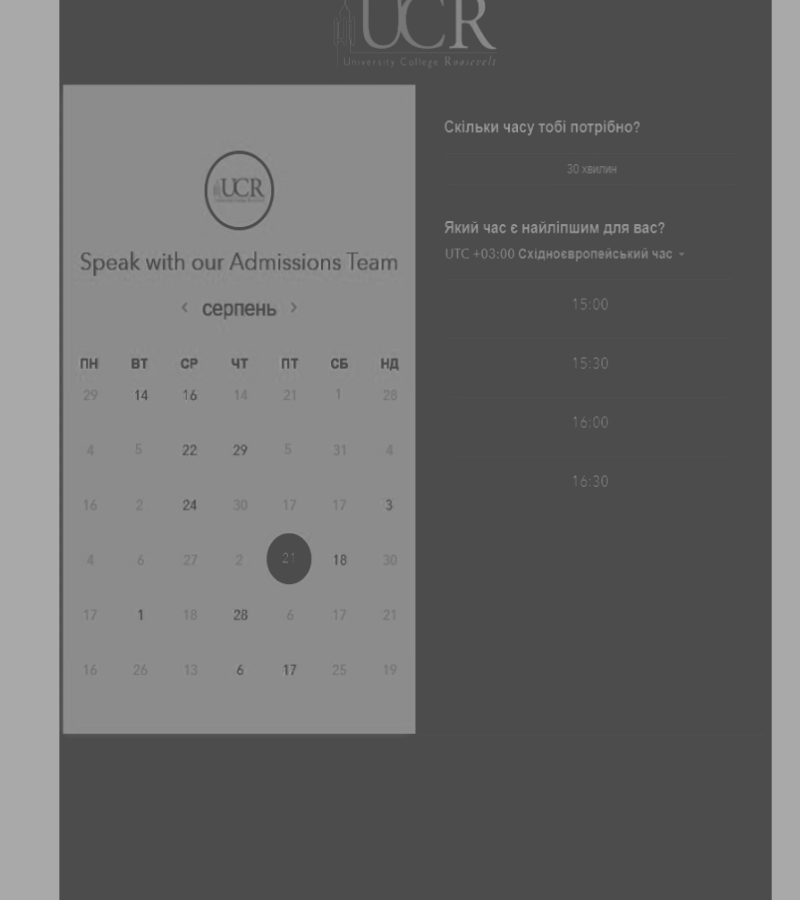 UCR
University College Roosevelt
UCR
Speak with our Admissions Team
‹ серпень ›
ПН ВТ СР ЧТ ПТ СБ НД
29 14 16 14 21 1 28
4 5 22 29 5 31 4
16 2 24 30 17 17 3
4 6 27 2 21 18 30
17 1 18 28 6 17 21
16 26 13 6 17 25 19
Скільки часу тобі потрібно?
30 хвилин
Який час є найліпшим для вас?
UTC +03:00 Східноєвропейський час
15:00
15:30
16:00
16:30